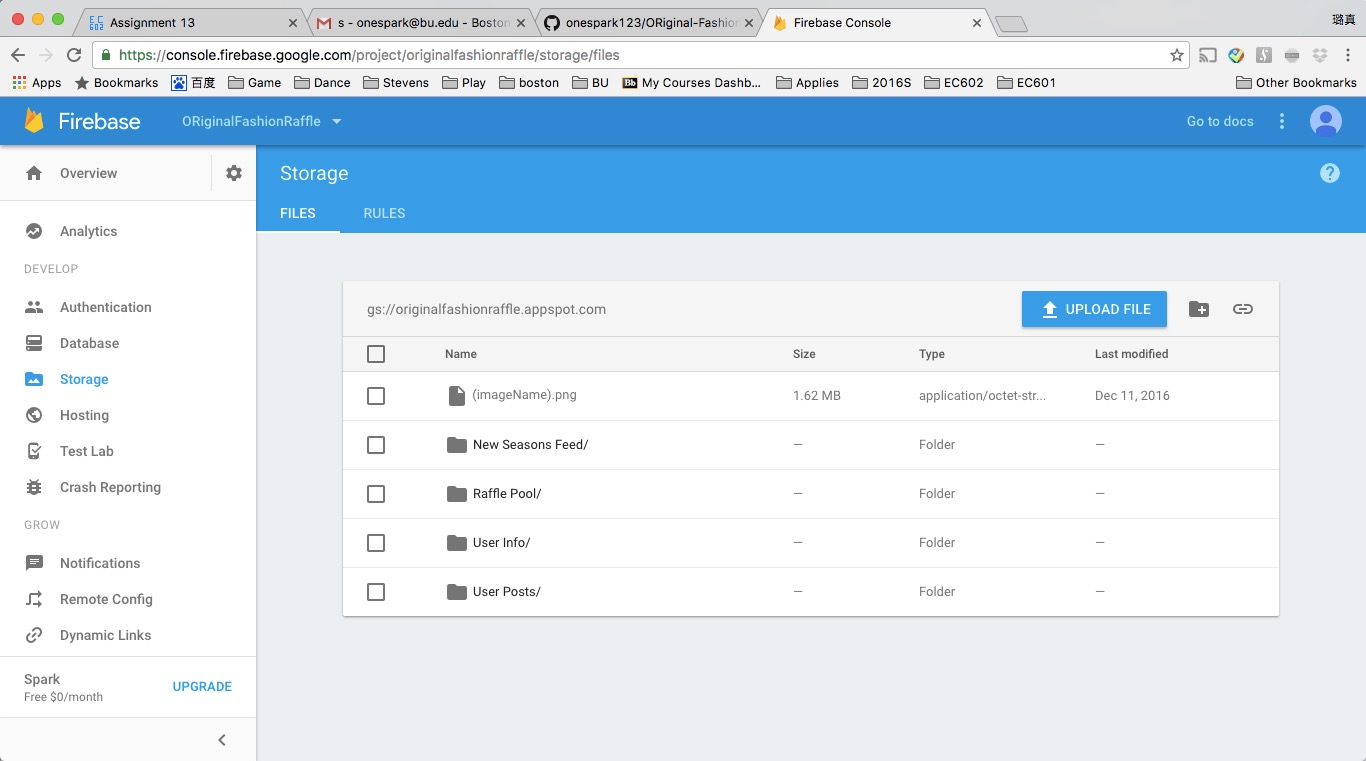 Assignment 13
s - onespark@bu.edu - Boston
onespark123/ORiginal-Fashion
Firebase Console
璐真
https://console.firebase.google.com/project/originalfashionraffle/storage/files
Apps Bookmarks 百度 Game Dance Stevens Play boston BU Bb My Courses Dashb... Applies 2016S EC602 EC601 Other Bookmarks
Firebase ORiginalFashionRaffle Go to docs
Overview
Storage
FILES RULES
Analytics
DEVELOP
Authentication
Database
Storage
Hosting
Test Lab
Crash Reporting
GROW
Notifications
Remote Config
Dynamic Links
Spark
Free $0/month
UPGRADE
gs://originalfashionraffle.appspot.com UPLOAD FILE
Name Size Type Last modified
(imageName).png 1.62 MB application/octet-str... Dec 11, 2016
New Seasons Feed/ — Folder —
Raffle Pool/ — Folder —
User Info/ — Folder —
User Posts/ — Folder —